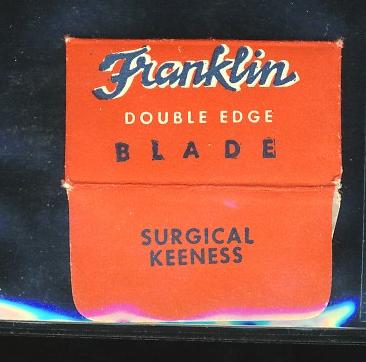 Franklin
DOUBLE EDGE
BLADE
SURGICAL
KEENESS